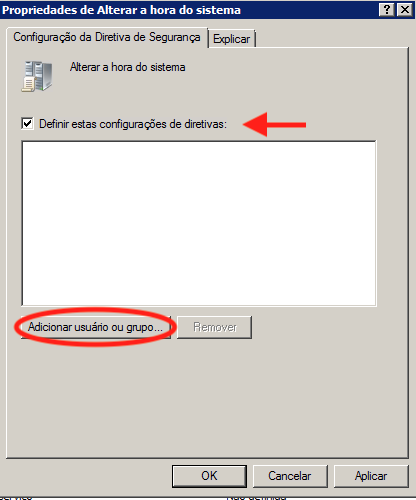 Propriedades de Alterar a hora do sistema
Configuração da Diretiva de Segurança Explicar
Alterar a hora do sistema
Definir estas configurações de diretivas:
Adicionar usuário ou grupo... Remover
OK Cancelar Aplicar